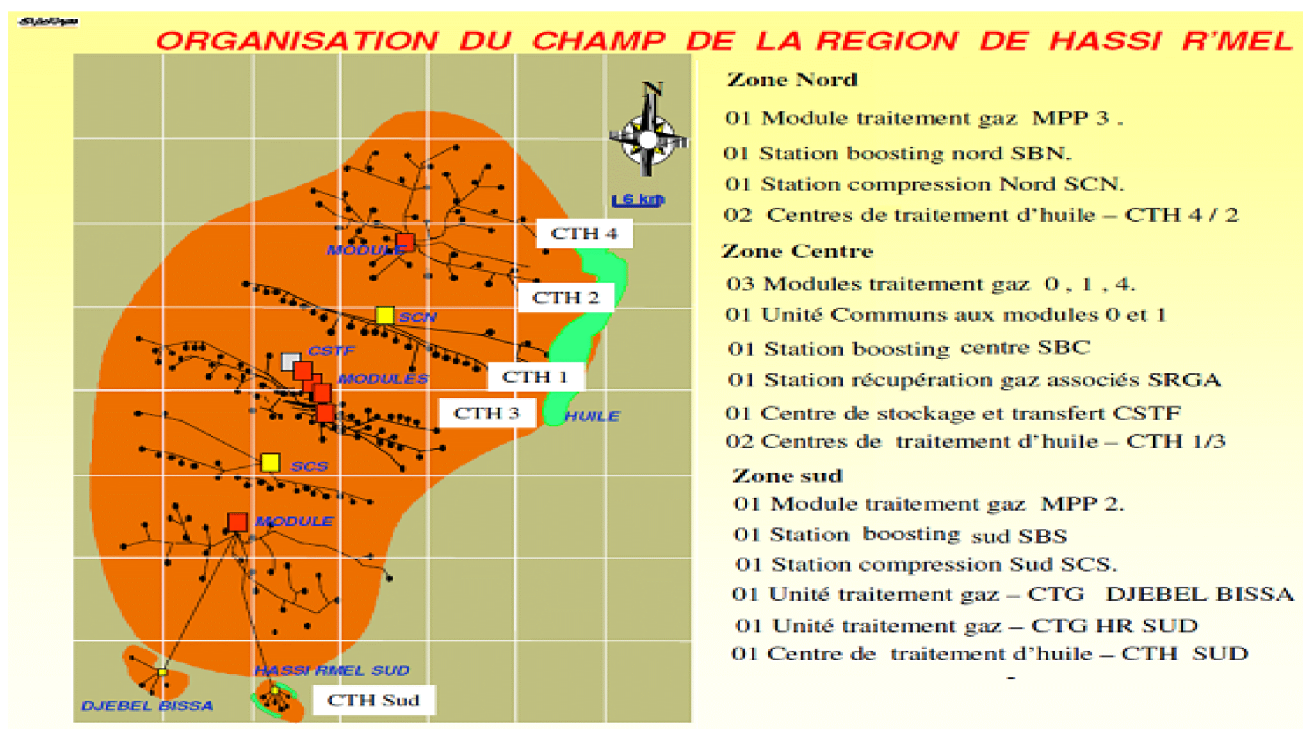 ORGANISATION DU CHAMP DE LA REGION DE HASSI R'MEL
N
5 km
CTH 4
MODULE
CTH 2
SCN
CSTF
MODULES
CTH 1
CTH 3
HUILE
SCS
MODULE
HASSI RMEL SUD
DJEBEL BISSA
CTH Sud
Zone Nord
01 Module traitement gaz MPP 3 .
01 Station boosting nord SBN.
01 Station compression Nord SCN.
02 Centres de traitement d'huile – CTH 4 / 2
Zone Centre
03 Modules traitement gaz 0 , 1 , 4.
01 Unité Communs aux modules 0 et 1
01 Station boosting centre SBC
01 Station récupération gaz associés SRGA
01 Centre de stockage et transfert CSTF
02 Centres de traitement d'huile – CTH 1/3
Zone sud
01 Module traitement gaz MPP 2.
01 Station boosting sud SBS
01 Station compression Sud SCS.
01 Unité traitement gaz – CTG DJEBEL BISSA
01 Unité traitement gaz – CTG HR SUD
01 Centre de traitement d'huile – CTH SUD
-